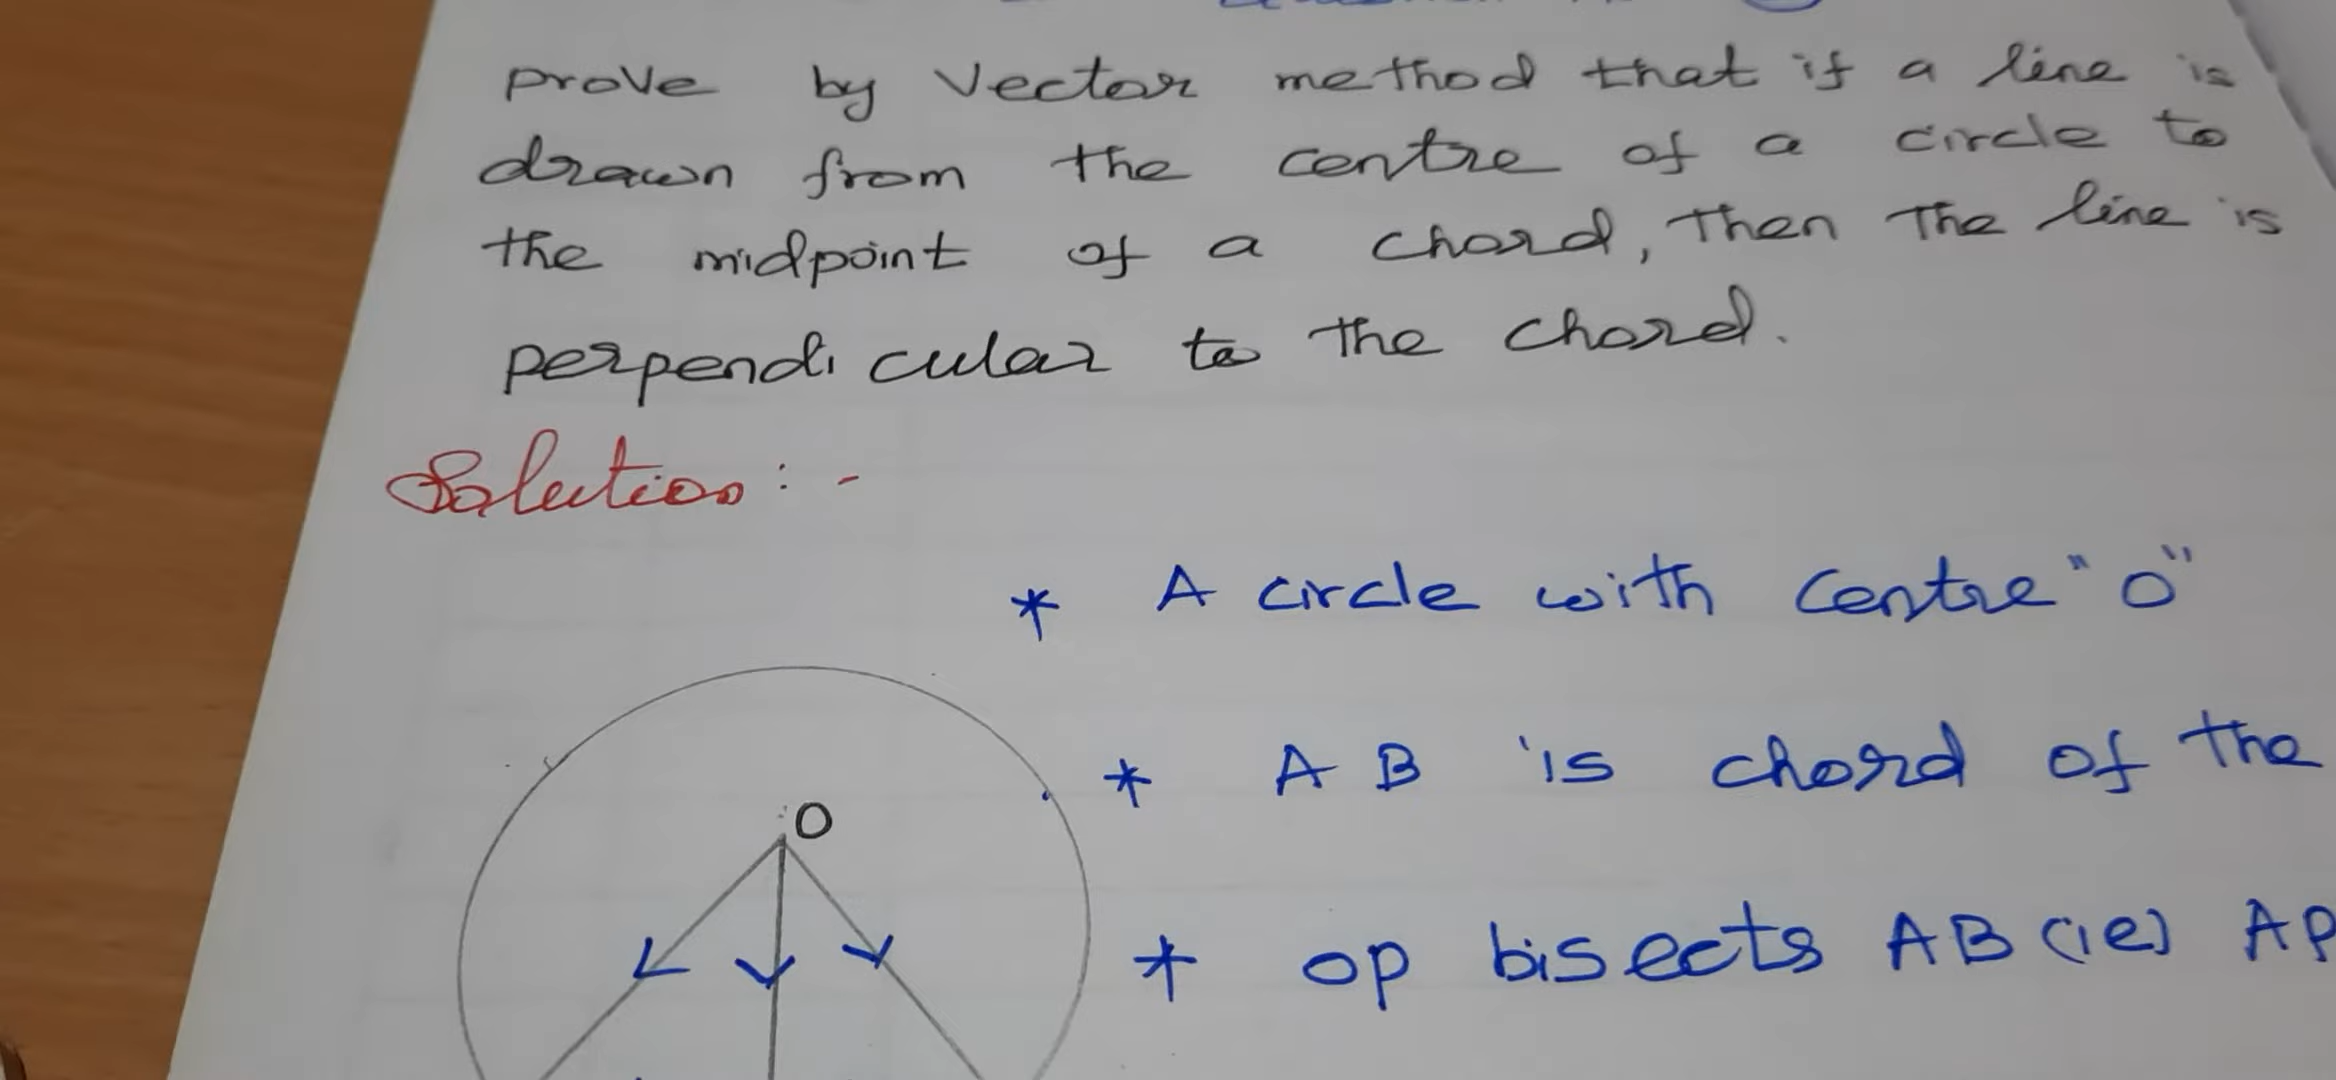 prove by vector method that if a line is
drawn from the centre of a circle to
the midpoint of a chord, then the line is
perpendicular to the chord.
Solution:-
* A circle with centre "O"
* AB is chord of the
O
* OP bisects AB (ie) AP